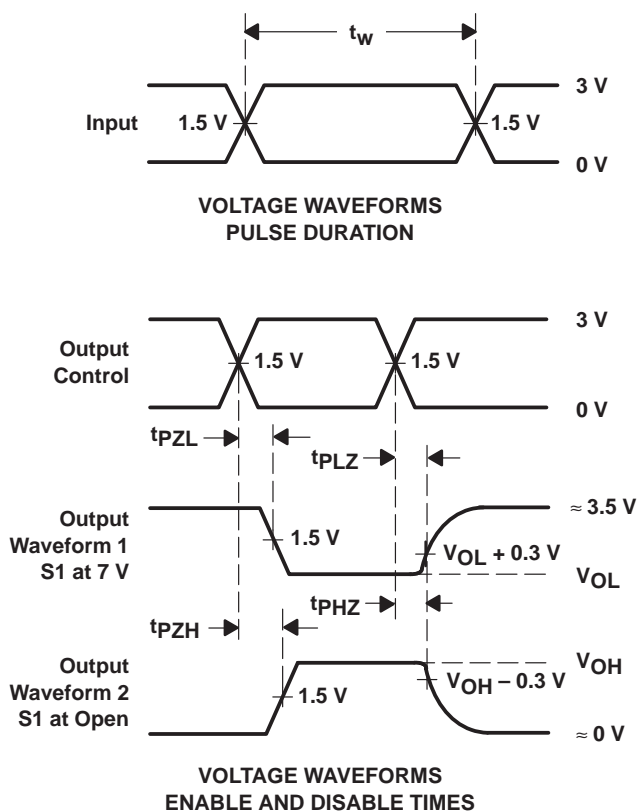 tw
3 V
Input
1.5 V
1.5 V
0 V
VOLTAGE WAVEFORMS
PULSE DURATION
3 V
Output
Control
1.5 V
1.5 V
0 V
tPZL
tPLZ
≈ 3.5 V
Output
Waveform 1
S1 at 7 V
1.5 V
VOL + 0.3 V
VOL
tPHZ
tPZH
VOH
Output
Waveform 2
S1 at Open
1.5 V
VOH – 0.3 V
≈ 0 V
VOLTAGE WAVEFORMS
ENABLE AND DISABLE TIMES